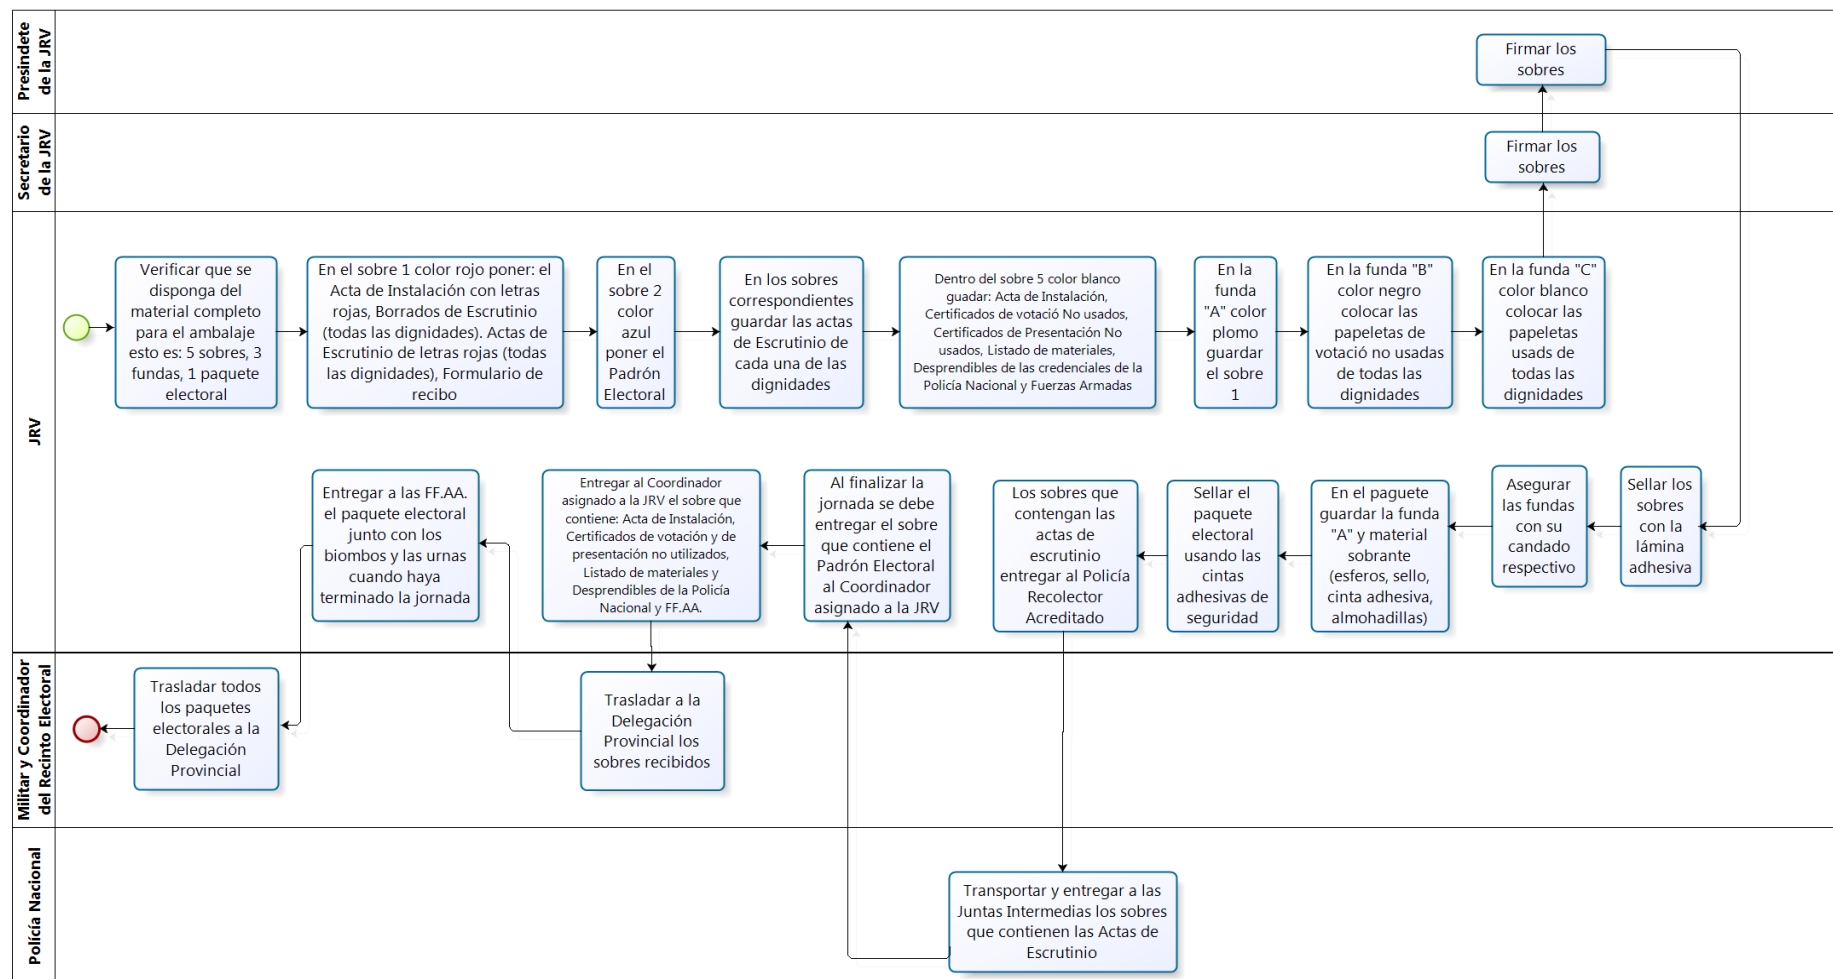 Presindete
de la JRV
Firmar los
sobres
Secretario
de la JRV
Firmar los
sobres
JRV
Verificar que se
disponga del
material completo
para el ambalaje
esto es: 5 sobres, 3
fundas, 1 paquete
electoral
En el sobre 1 color rojo poner: el
Acta de Instalación con letras
rojas, Borrados de Escrutinio
(todas las dignidades). Actas de
Escrutinio de letras rojas (todas
las dignidades), Formulario de
recibo
En el
sobre 2
color
azul
poner el
Padrón
Electoral
En los sobres
correspondientes
guardar las actas
de Escrutinio de
cada una de las
dignidades
Dentro del sobre 5 color blanco
guadar: Acta de Instalación,
Certificados de votació No usados,
Certificados de Presentación No
usados, Listado de materiales,
Desprendibles de las credenciales de la
Policía Nacional y Fuerzas Armadas
En la
funda
"A" color
plomo
guardar
el sobre
1
En la funda "B"
color negro
colocar las
papeletas de
votació no usadas
de todas las
dignidades
En la funda "C"
color blanco
colocar las
papeletas
usads de
todas las
dignidades
Sellar los
sobres
con la
lámina
adhesiva
Asegurar
las fundas
con su
candado
respectivo
En el paguete
guardar la funda
"A" y material
sobrante
(esferos, sello,
cinta adhesiva,
almohadillas)
Sellar el
paquete
electoral
usando las
cintas
adhesivas de
seguridad
Los sobres que
contengan las
actas de
escrutinio
entregar al Policía
Recolector
Acreditado
Al finalizar la
jornada se debe
entregar el sobre
que contiene el
Padrón Electoral
al Coordinador
asignado a la JRV
Entregar al Coordinador
asignado a la JRV el sobre que
contiene: Acta de Instalación,
Certificados de votación y de
presentación no utilizados,
Listado de materiales y
Desprendibles de la Policía
Nacional y FF.AA.
Entregar a las FF.AA.
el paquete electoral
junto con los
biombos y las urnas
cuando haya
terminado la jornada
Militar y Coordinador
del Recinto Electoral
Trasladar todos
los paquetes
electorales a la
Delegación
Provincial
Trasladar a la
Delegación
Provincial los
sobres recibidos
Polícía Nacional
Transportar y entregar a las
Juntas Intermedias los sobres
que contienen las Actas de
Escrutinio